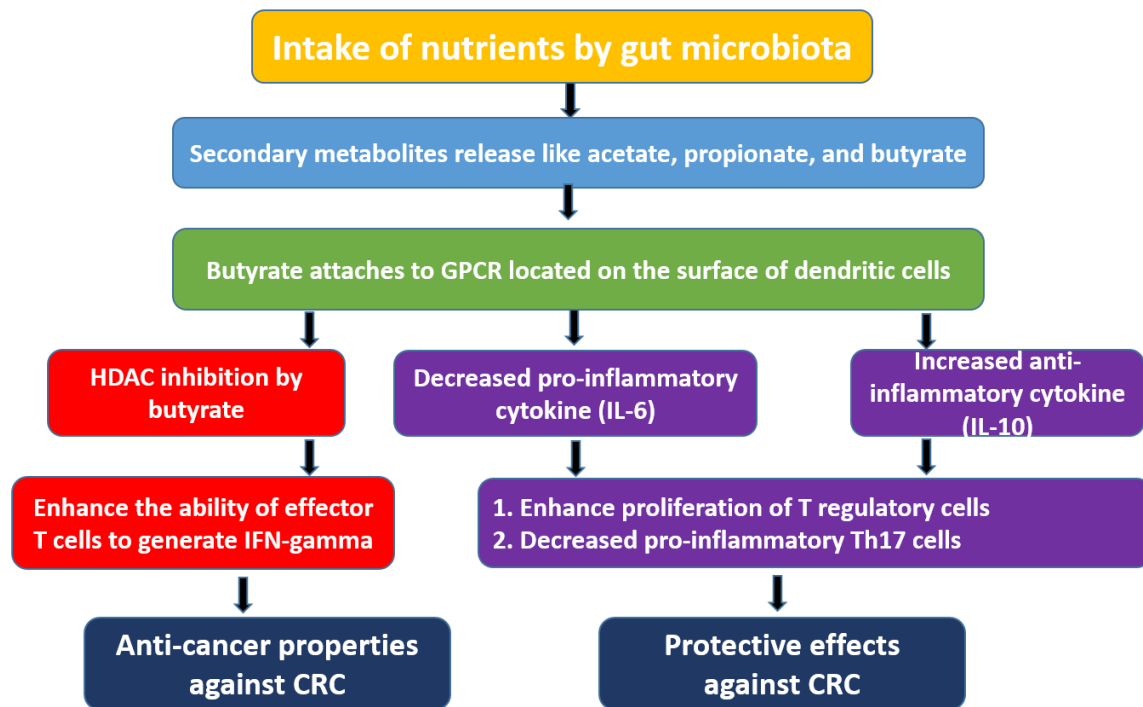 Intake of nutrients by gut microbiota
Secondary metabolites release like acetate, propionate, and butyrate
Butyrate attaches to GPCR located on the surface of dendritic cells
HDAC inhibition by
butyrate
Decreased pro-inflammatory
cytokine (IL-6)
Increased anti-
inflammatory cytokine
(IL-10)
Enhance the ability of effector
T cells to generate IFN-gamma
1. Enhance proliferation of T regulatory cells
2. Decreased pro-inflammatory Th17 cells
Anti-cancer properties
against CRC
Protective effects
against CRC